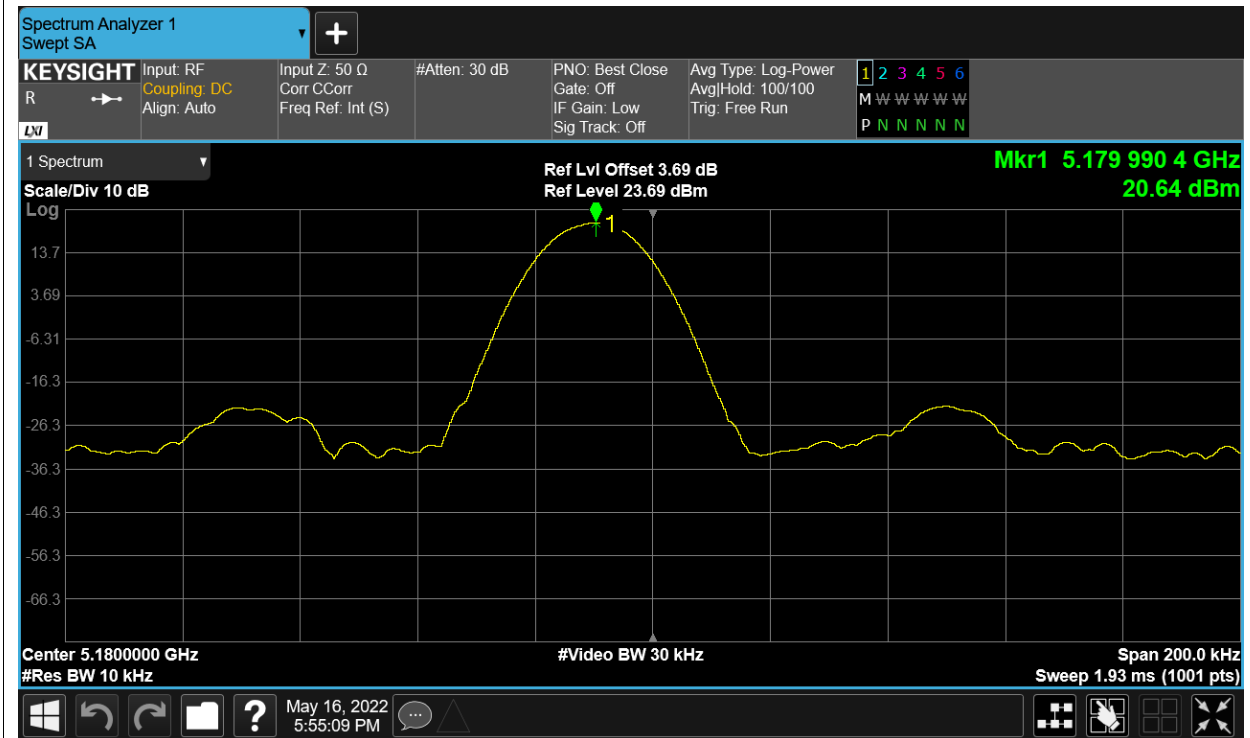 Spectrum Analyzer 1
Swept SA
+
KEYSIGHT
R
LXI
Input: RF
Coupling: DC
Align: Auto
Input Z: 50 Ω
Corr CCorr
Freq Ref: Int (S)
#Atten: 30 dB
PNO: Best Close
Gate: Off
IF Gain: Low
Sig Track: Off
Avg Type: Log-Power
Avg|Hold: 100/100
Trig: Free Run
1 2 3 4 5 6
M W W W W W
P N N N N N
1 Spectrum
Scale/Div 10 dB
Log
Ref Lvl Offset 3.69 dB
Ref Level 23.69 dBm
Mkr1 5.179 990 4 GHz
20.64 dBm
1
13.7
3.69
-6.31
-16.3
-26.3
-36.3
-46.3
-56.3
-66.3
Center 5.1800000 GHz
#Res BW 10 kHz
#Video BW 30 kHz
Span 200.0 kHz
Sweep 1.93 ms (1001 pts)
?
May 16, 2022
5:55:09 PM